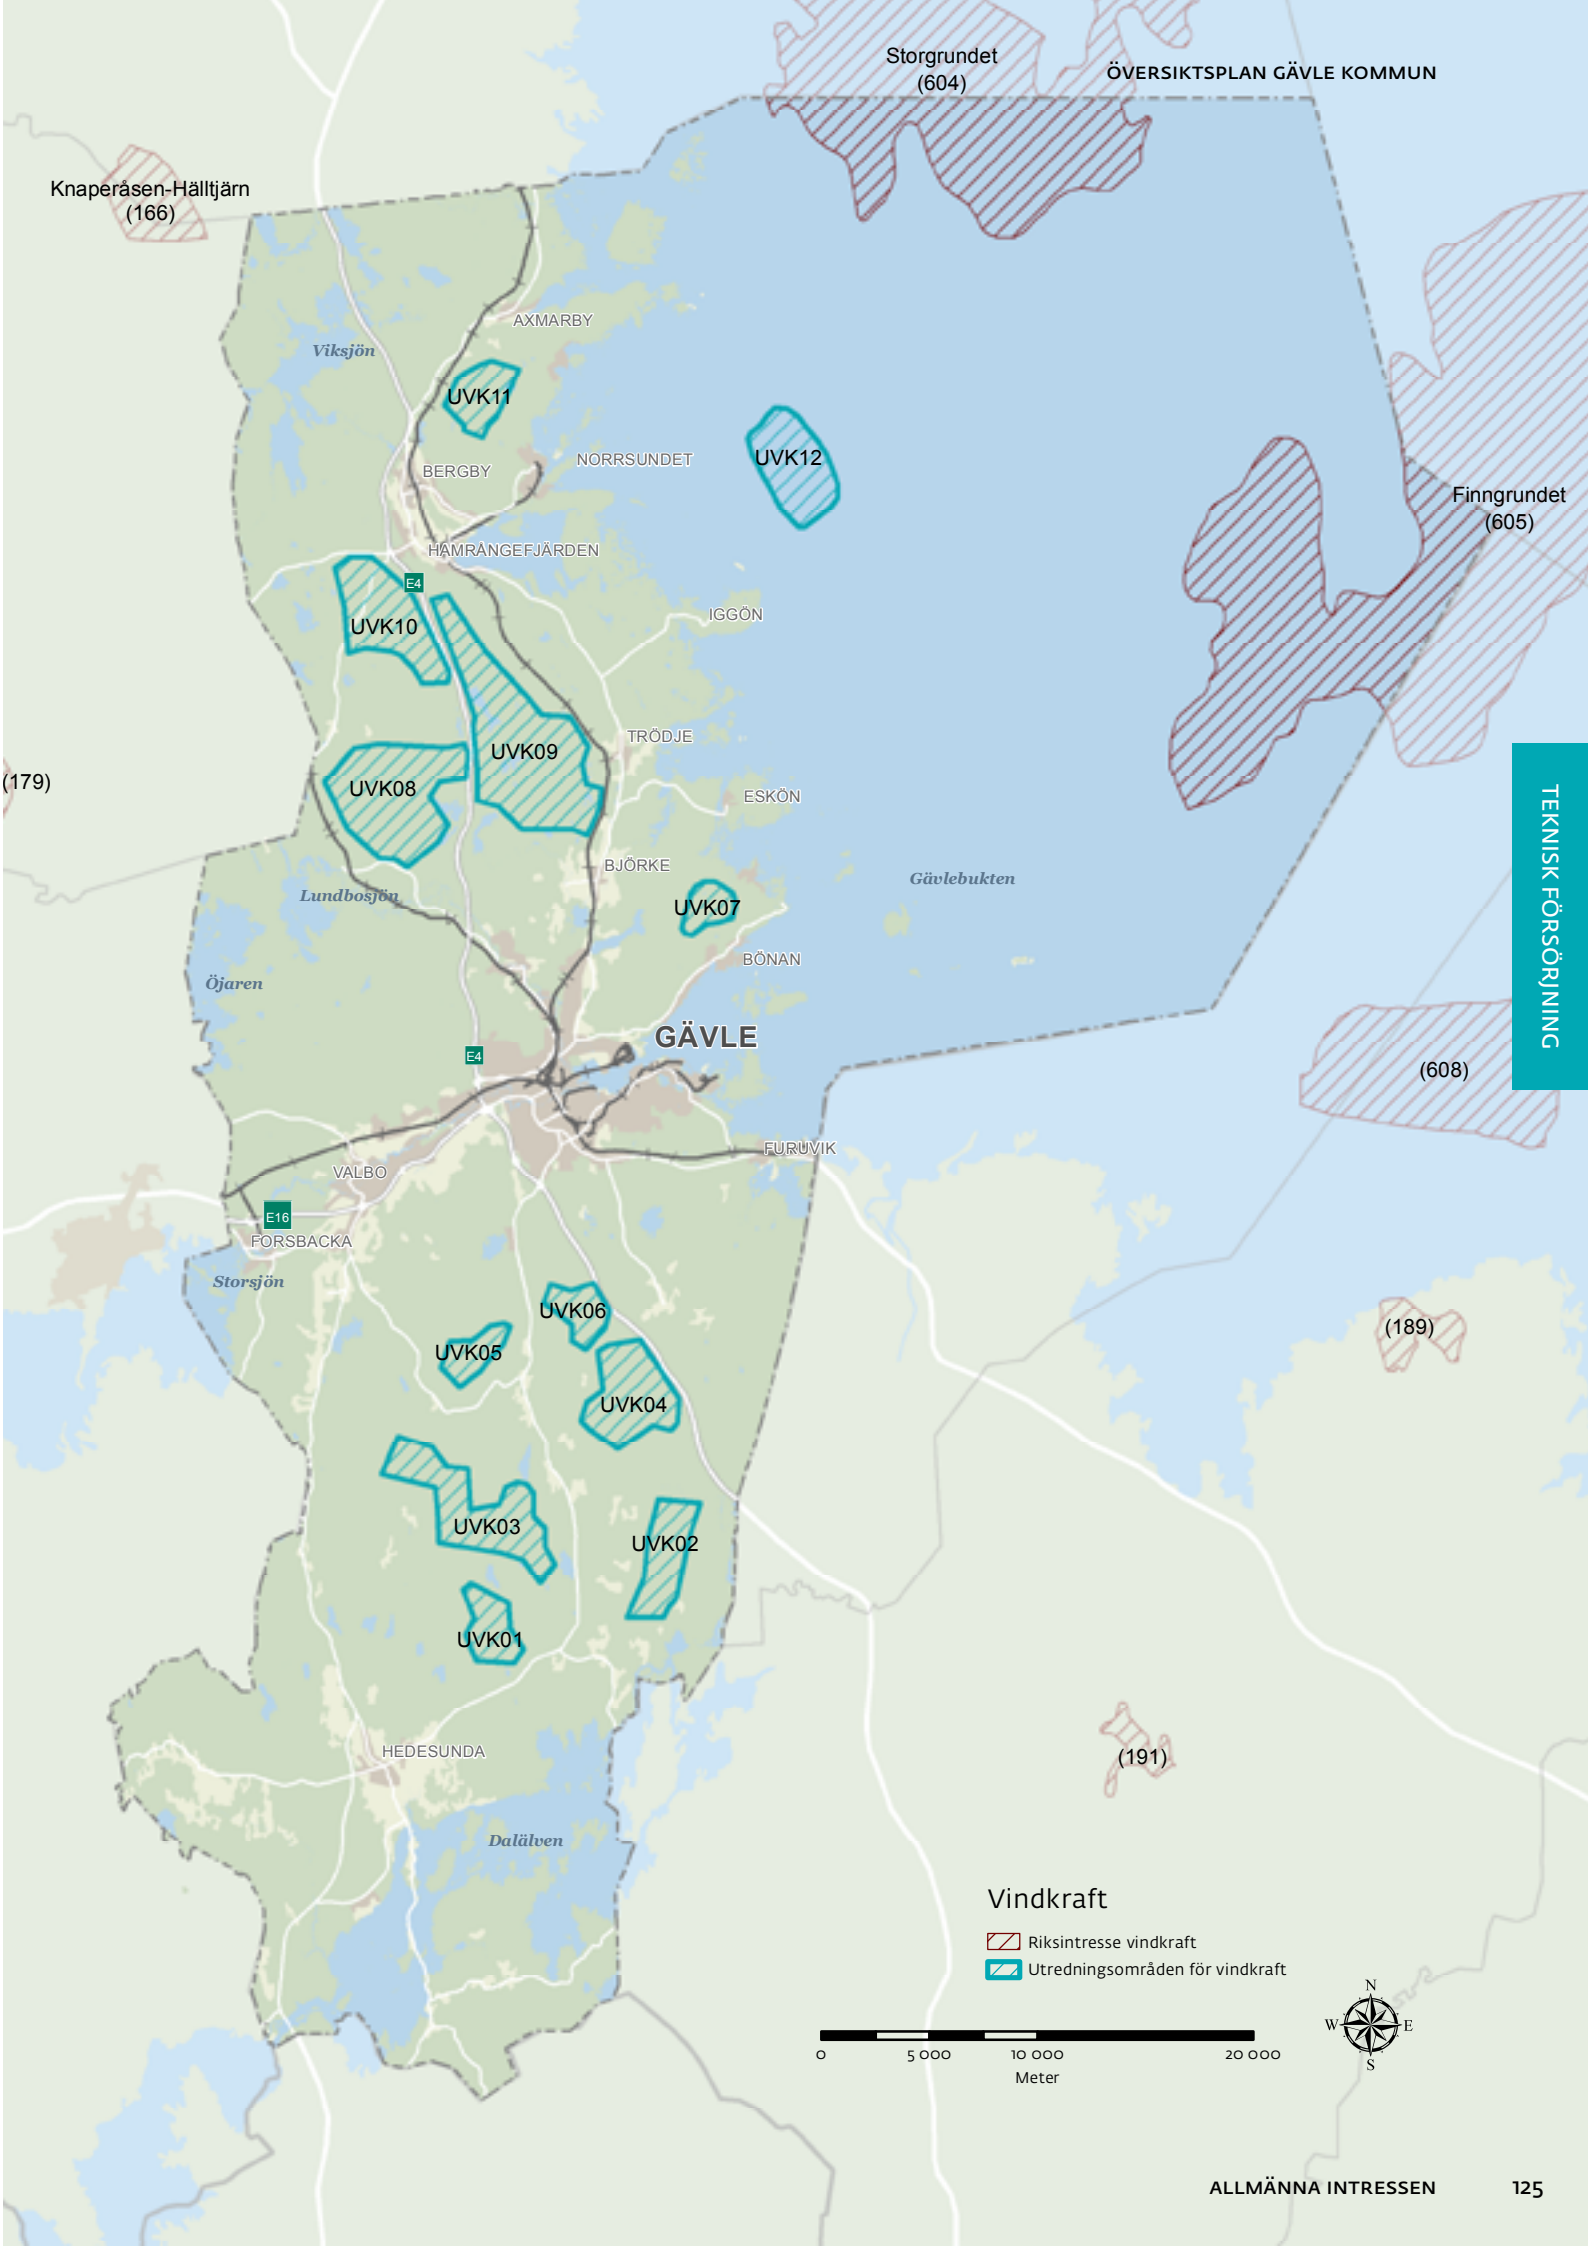 Storgrundet
(604)
ÖVERSIKTSPLAN GÄVLE KOMMUN
Knaperåsen-Hälltjärn
(166)
AXMARBY
Viksjön
UVK11
UVK12
NORRSUNDET
BERGBY
Finngrundet
(605)
HAMRÅNGEFJÄRDEN
E4
IGGÖN
UVK10
TRÖDJE
UVK09
(179)
UVK08
ESKÖN
BJÖRKE
Gävlebukten
Lundbosjön
UVK07
TEKNISK FÖRSÖRJNING
BÖNAN
Öjaren
GÄVLE
E4
(608)
FURUVIK
VALBO
E16
FORSBACKA
Storsjön
UVK06
(189)
UVK05
UVK04
UVK03
UVK02
UVK01
HEDESUNDA
(191)
Dalälven
Vindkraft
Riksintresse vindkraft
Utredningsområden för vindkraft
N
W E
S
0 5 000 10 000 20 000
Meter
ALLMÄNNA INTRESSEN 125